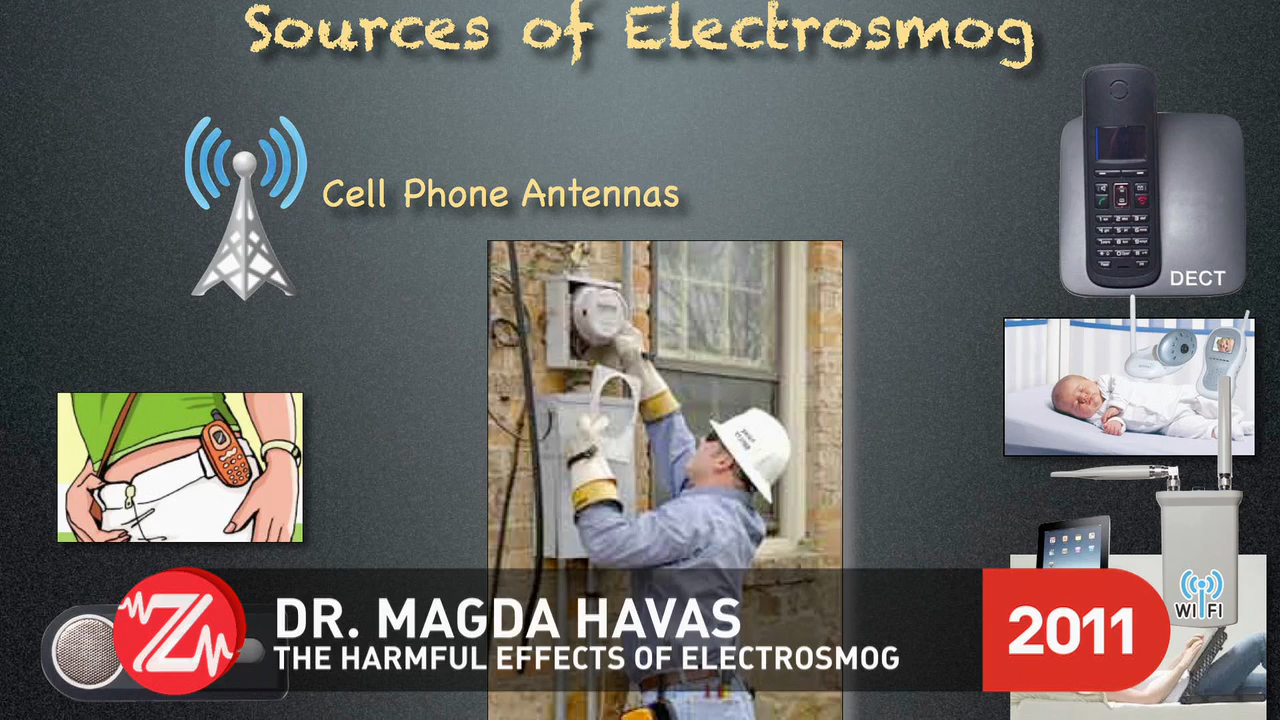 Sources of Electrosmog
Cell Phone Antennas
DECT
WI FI
Z
DR. MAGDA HAVAS
THE HARMFUL EFFECTS OF ELECTROSMOG
2011